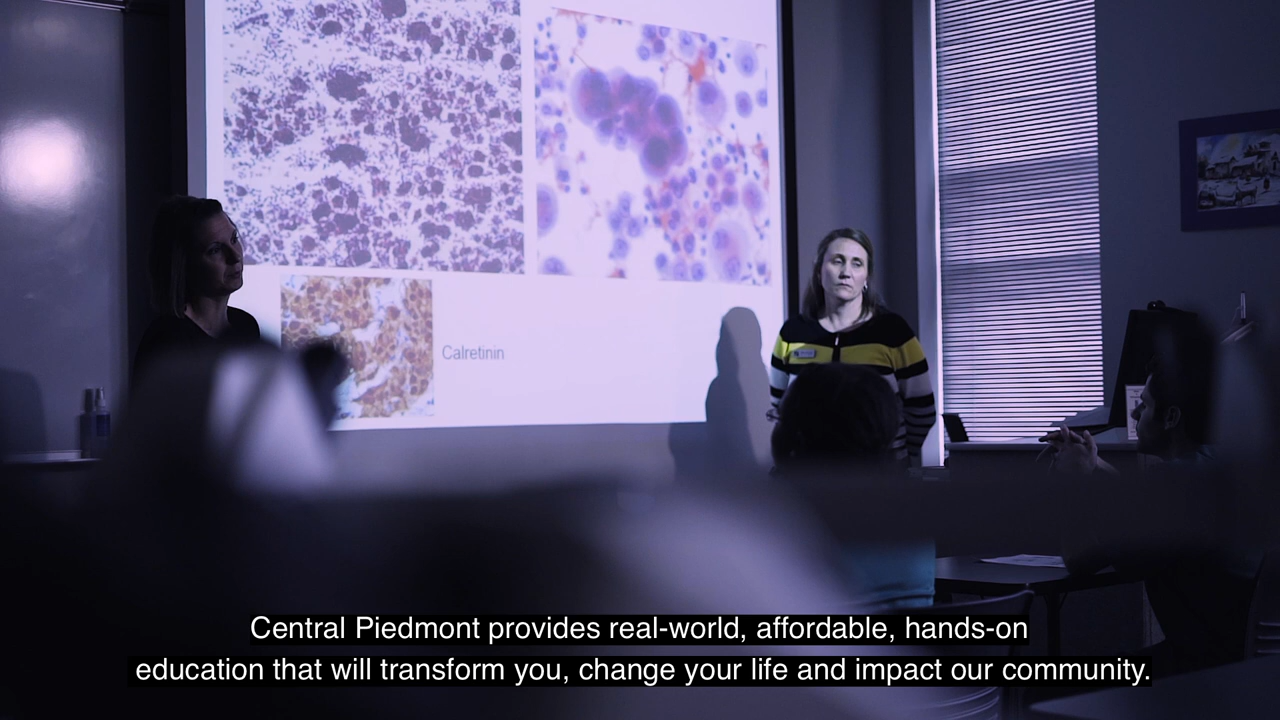 Calretinin
Central Piedmont provides real-world, affordable, hands-on
education that will transform you, change your life and impact our community.